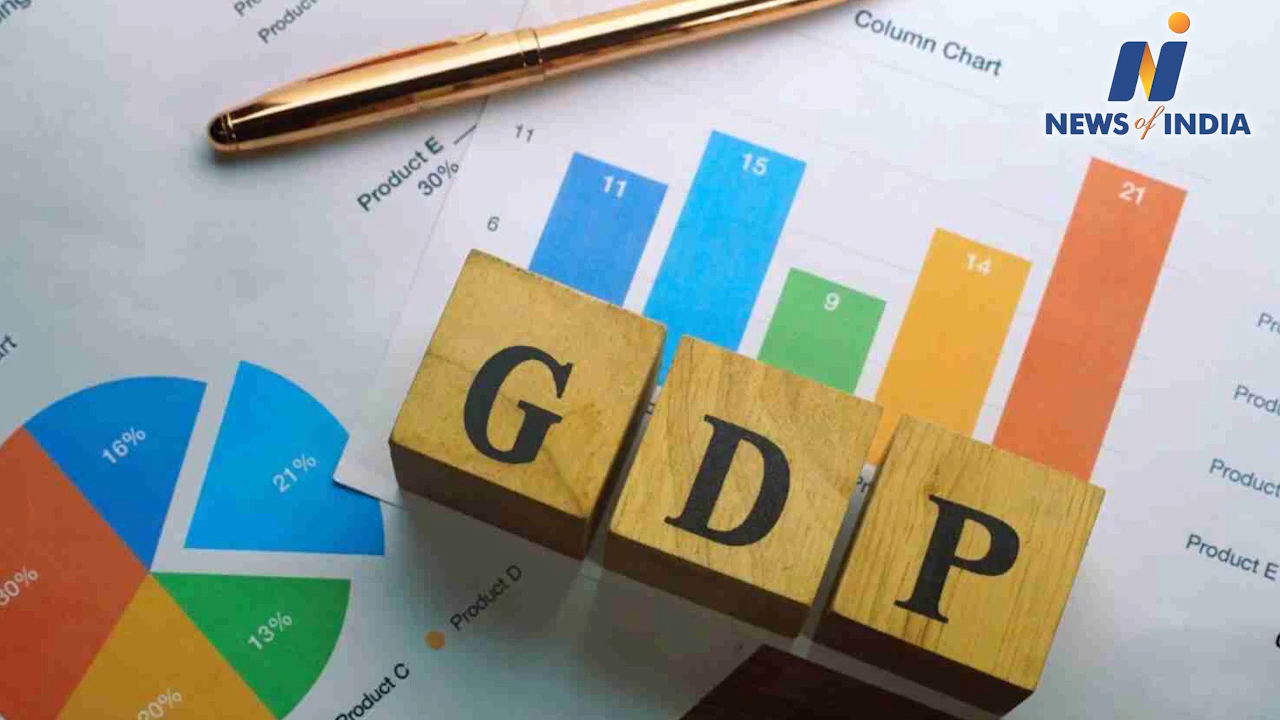 Product
Column Chart
NEWS of INDIA
Product E
30%
11
6
11
15
9
14
21
G D P
16%
21%
30%
13%
20%
Product D
Product C
Product
Product E